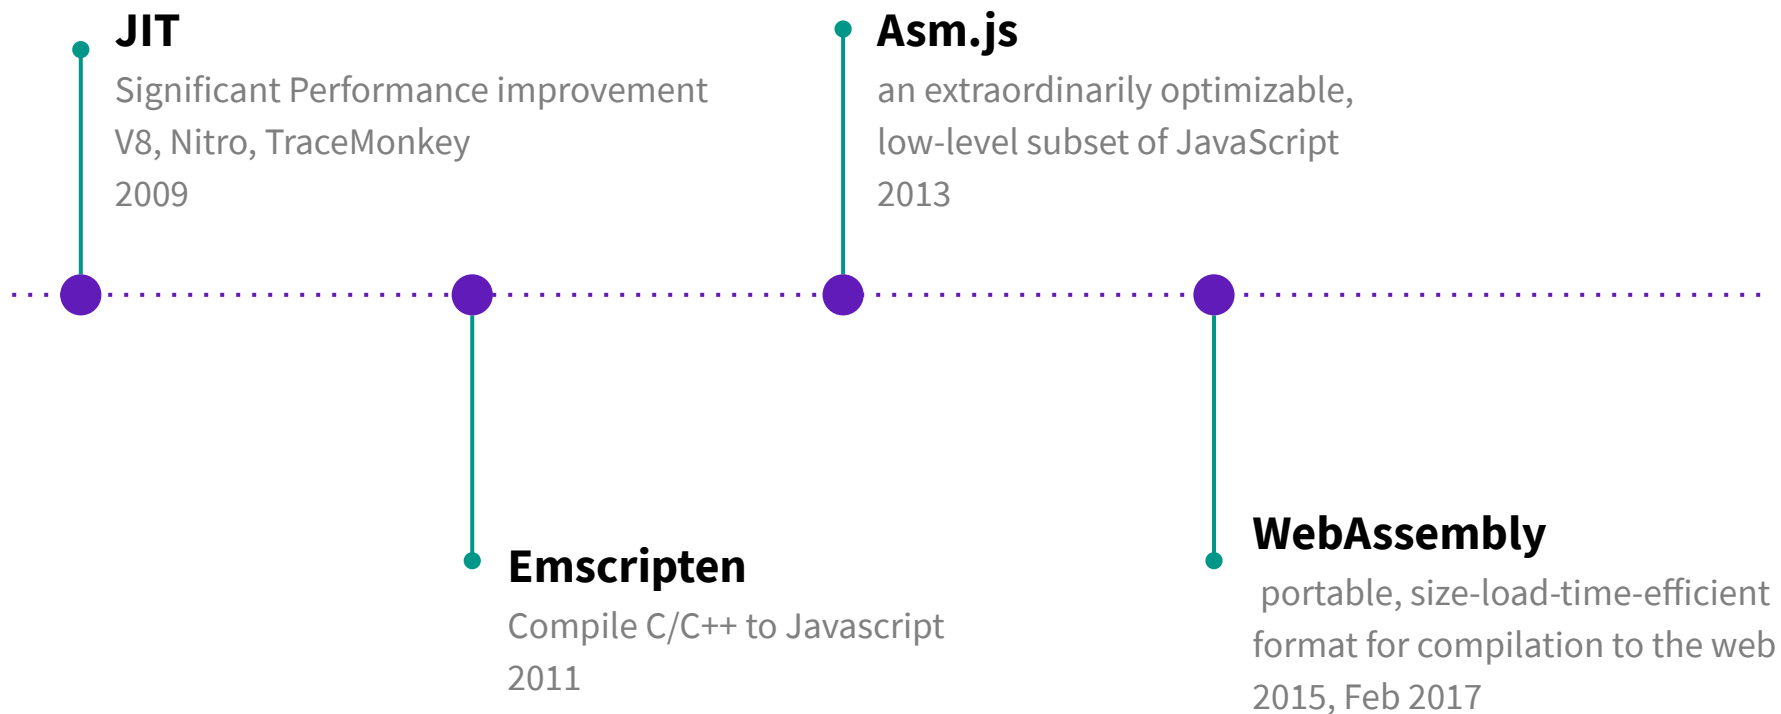 JIT
Significant Performance improvement
V8, Nitro, TraceMonkey
2009
Emscripten
Compile C/C++ to Javascript
2011
Asm.js
an extraordinarily optimizable,
low-level subset of JavaScript
2013
WebAssembly
portable, size-load-time-efficient
format for compilation to the web
2015, Feb 2017